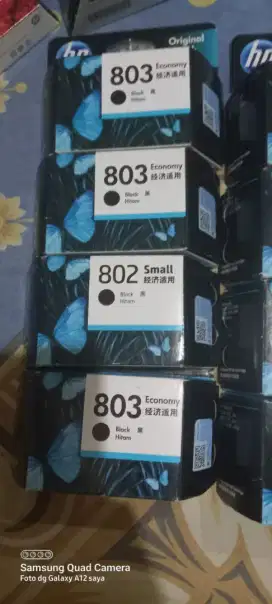 hp
Original
hp
803 Economy
经济适用
Black 黑
Hitam
803 Economy
经济适用
Black 黑
Hitam
802 Small
经济适用
Black 黑
Hitam
803 Economy
经济适用
Black 黑
Hitam
Samsung Quad Camera
Foto dg Galaxy A12 saya